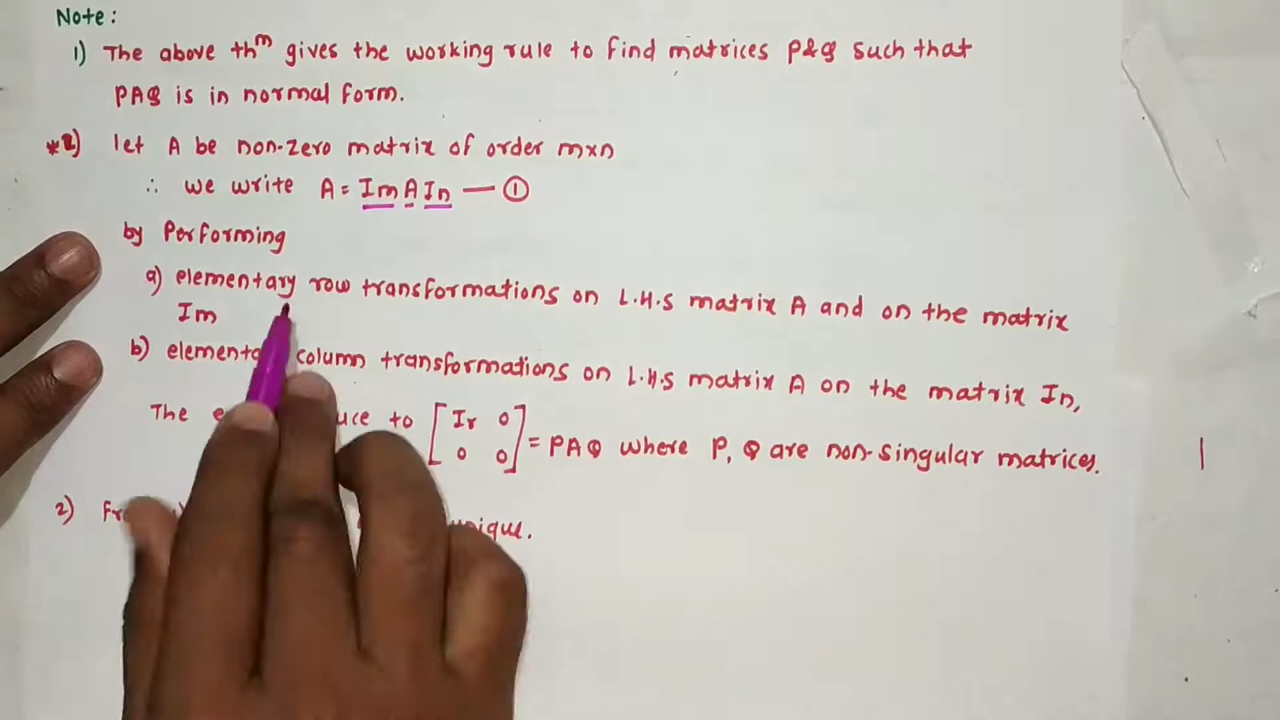 Note:
1) The above thm gives the working rule to find matrices P&Q such that
PAQ is in normal form.
*2) let A be non-zero matrix of order mxn
∴ we write A = Im A In — ①
by Performing
a) elementary row transformations on L.H.S matrix A and on the matrix
Im
b) column transformations on L.H.S matrix A on the matrix In,
The to [Ir 0
0 0] = PAQ where P, Q are non-singular matrices.
2) unique.